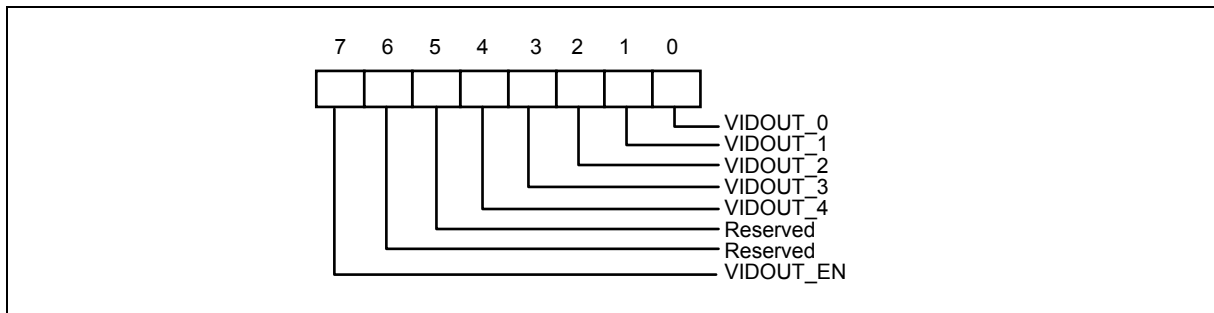 7 6 5 4 3 2 1 0
VIDOUT_0
VIDOUT_1
VIDOUT_2
VIDOUT_3
VIDOUT_4
Reserved
Reserved
VIDOUT_EN